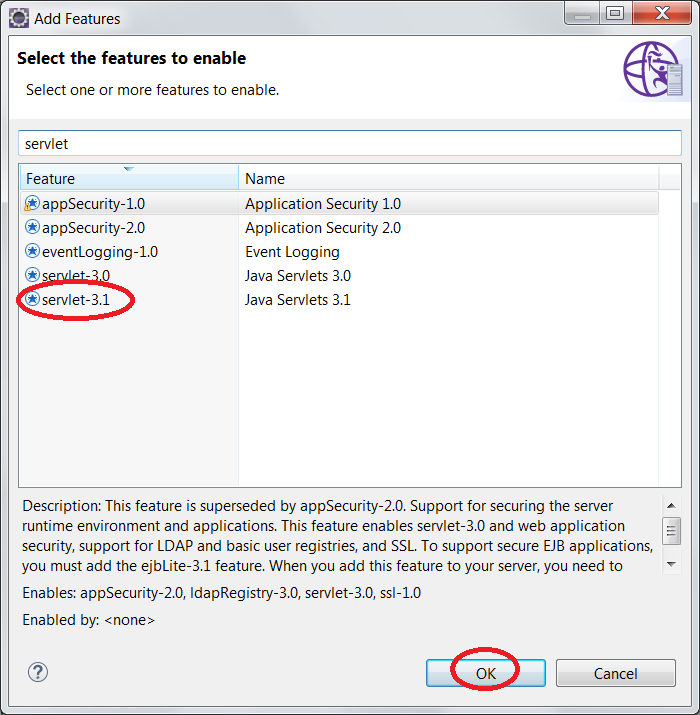 Add Features
Select the features to enable
Select one or more features to enable.
servlet
Feature Name
appSecurity-1.0 Application Security 1.0
appSecurity-2.0 Application Security 2.0
eventLogging-1.0 Event Logging
servlet-3.0 Java Servlets 3.0
servlet-3.1 Java Servlets 3.1
Description: This feature is superseded by appSecurity-2.0. Support for securing the server
runtime environment and applications. This feature enables servlet-3.0 and web application
security, support for LDAP and basic user registries, and SSL. To support secure EJB applications,
you must add the ejbLite-3.1 feature. When you add this feature to your server, you need to
Enables: appSecurity-2.0, ldapRegistry-3.0, servlet-3.0, ssl-1.0
Enabled by: <none>
? OK Cancel